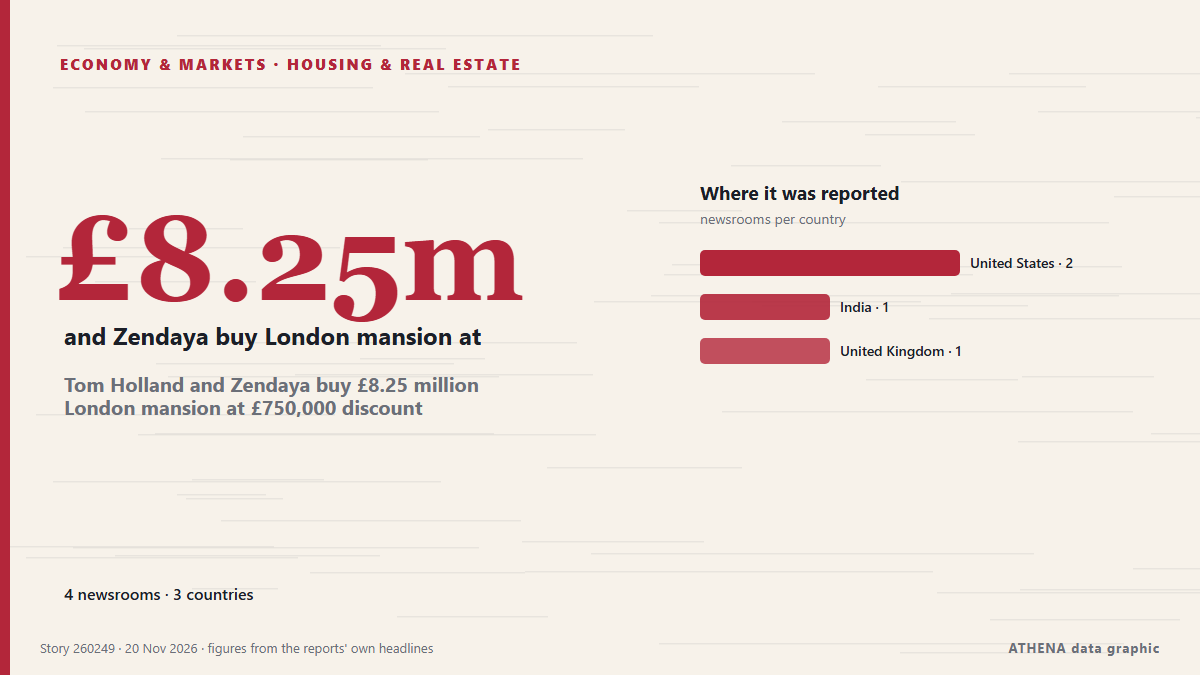 ECONOMY & MARKETS · HOUSING & REAL ESTATE
£8.25m
and Zendaya buy London mansion at
Tom Holland and Zendaya buy £8.25 million
London mansion at £750,000 discount
Where it was reported
newsrooms per country
United States · 2
India · 1
United Kingdom · 1
4 newsrooms · 3 countries
Story 260249 · 20 Nov 2026 · figures from the reports' own headlines
ATHENA data graphic